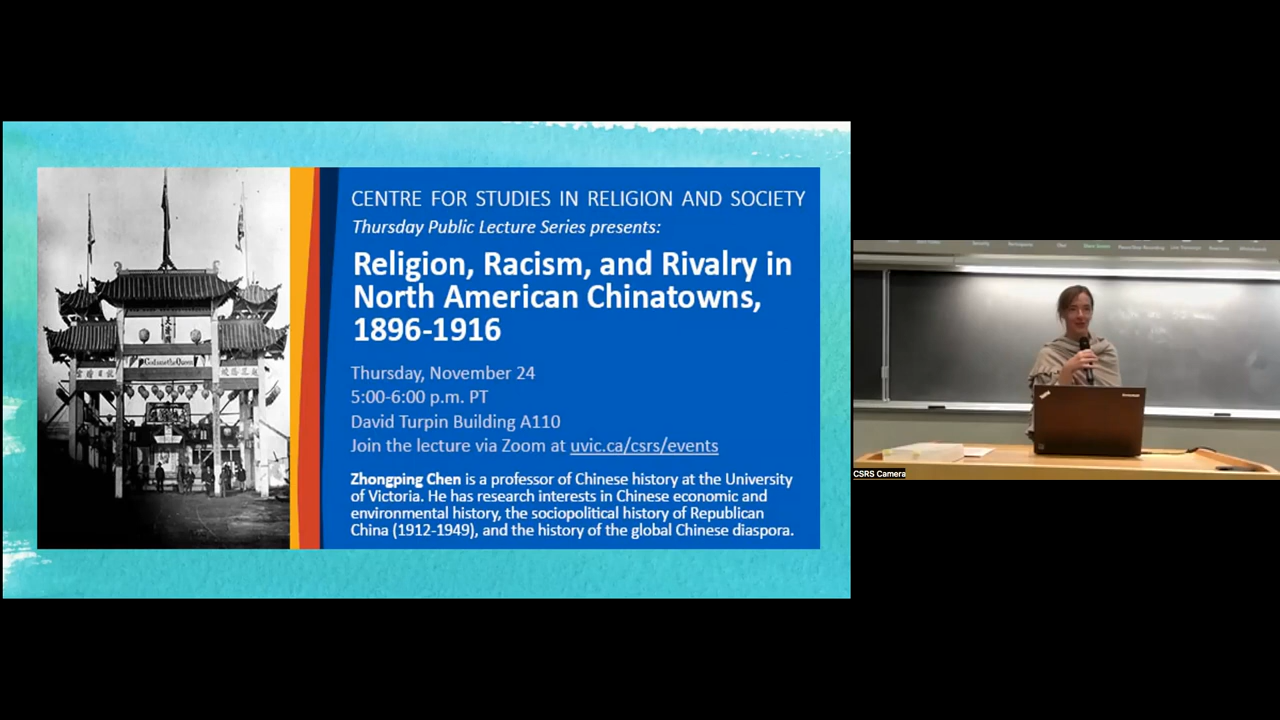 CENTRE FOR STUDIES IN RELIGION AND SOCIETY
Thursday Public Lecture Series presents:
Religion, Racism, and Rivalry in
North American Chinatowns,
1896-1916
Thursday, November 24
5:00-6:00 p.m. PT
David Turpin Building A110
Join the lecture via Zoom at uvic.ca/csrs/events
Zhongping Chen is a professor of Chinese history at the University
of Victoria. He has research interests in Chinese economic and
environmental history, the sociopolitical history of Republican
China (1912-1949), and the history of the global Chinese diaspora.
CSRS Camera